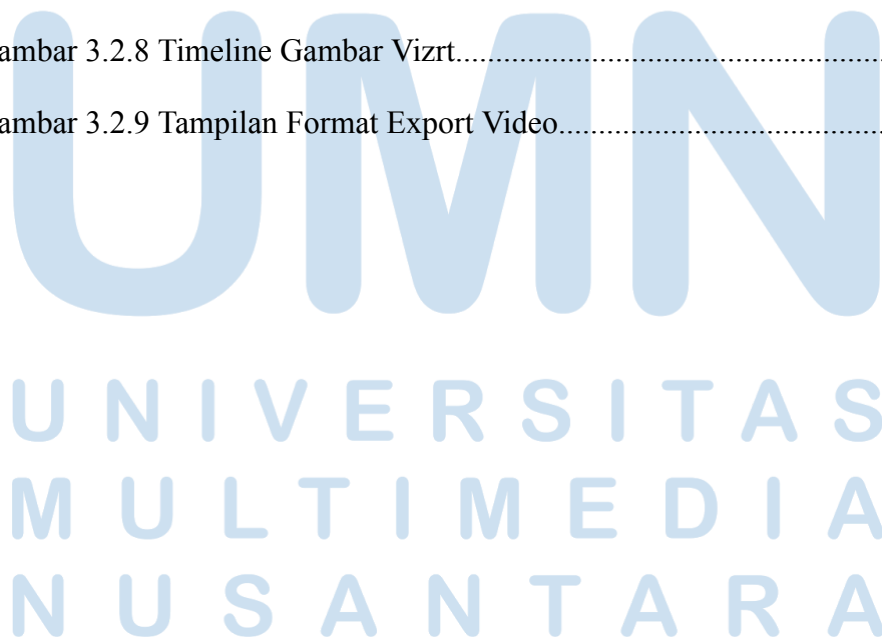 ambar 3.2.8 Timeline Gambar Vizrt..............................................................
ambar 3.2.9 Tampilan Format Export Video...............................................
UMN
UNIVERSITAS
MULTIMEDIA
NUSANTARA